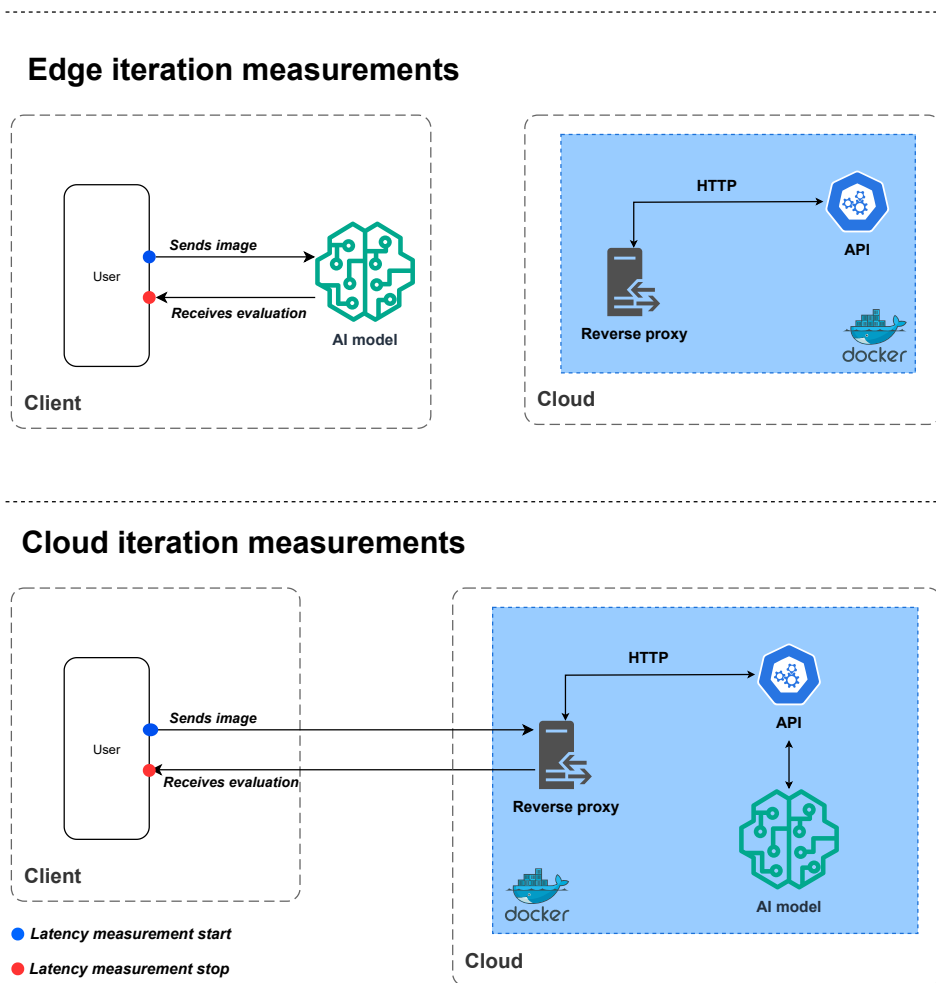 Edge iteration measurements
User
Sends image
Receives evaluation
AI model
Client
HTTP
API
Reverse proxy
docker
Cloud
Cloud iteration measurements
User
Sends image
Receives evaluation
Client
HTTP
API
Reverse proxy
AI model
docker
Cloud
Latency measurement start
Latency measurement stop